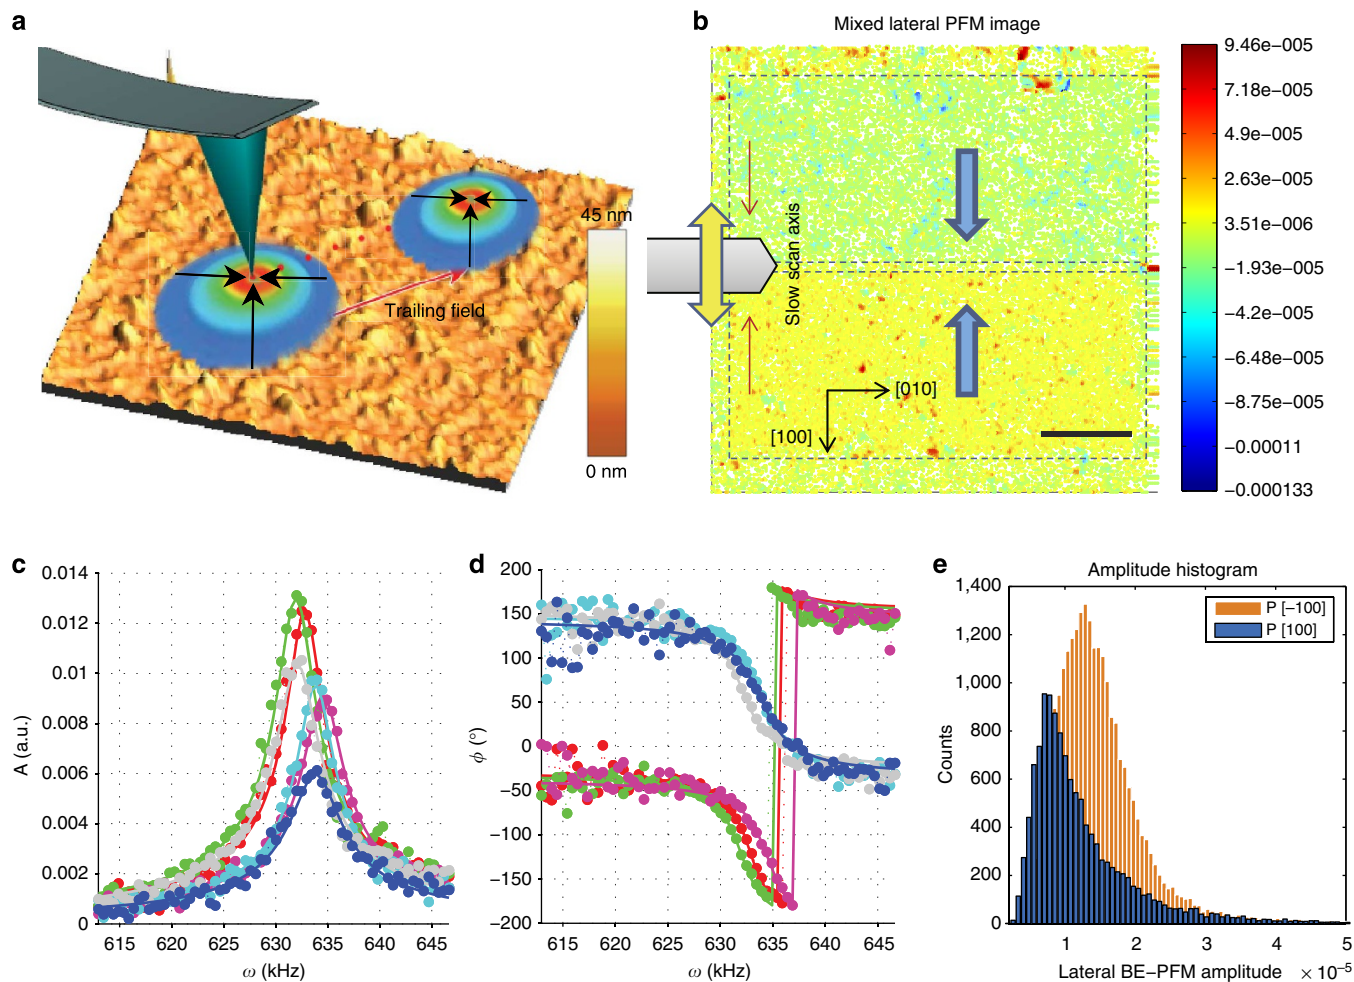 a
45 nm
Trailing field
0 nm
b
Mixed lateral PFM image
Slow scan axis
[010]
[100]
9.46e−005
7.18e−005
4.9e−005
2.63e−005
3.51e−006
−1.93e−005
−4.2e−005
−6.48e−005
−8.75e−005
−0.00011
−0.000133
c
A (a.u.)
0.014
0.012
0.01
0.008
0.006
0.004
0.002
0
615 620 625 630 635 640 645
ω (kHz)
d
ϕ (°)
200
150
100
50
0
−50
−100
−150
−200
615 620 625 630 635 640 645
ω (kHz)
e
Amplitude histogram
P [−100]
P [100]
Counts
1,400
1,200
1,000
800
600
400
200
0
1 2 3 4 5
Lateral BE−PFM amplitude × 10⁻⁵